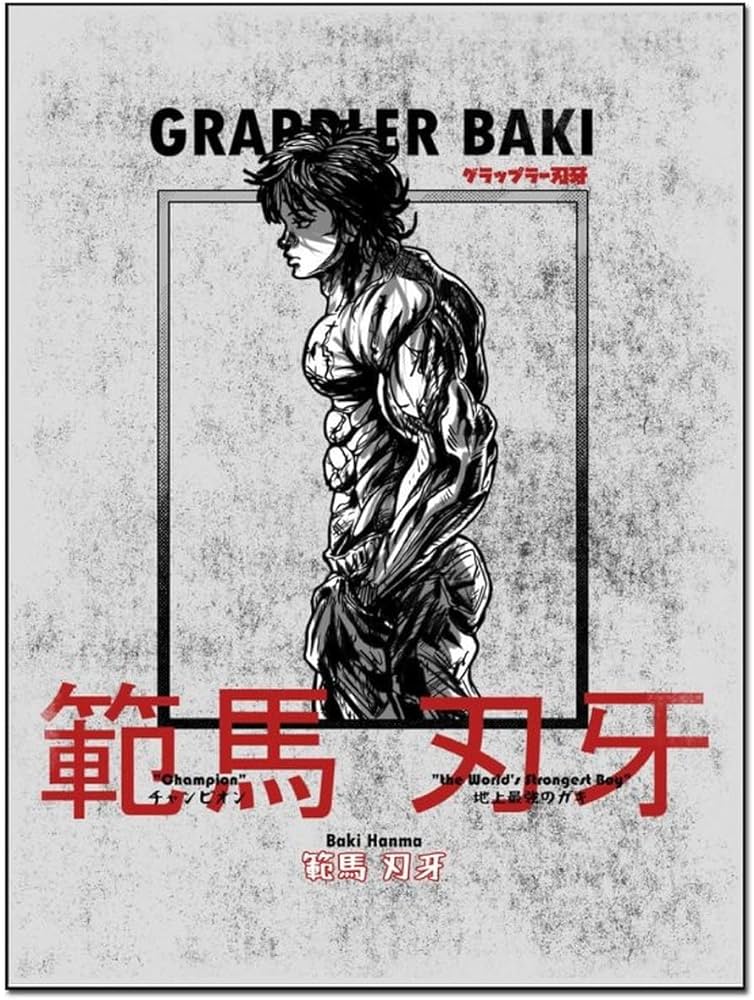 GRAPPLER BAKI
グラップラー刃牙
範馬 刃牙
"Champion" "the World's Strongest Boy"
チャンピオン 地上最強のガキ
Baki Hanma
範馬 刃牙